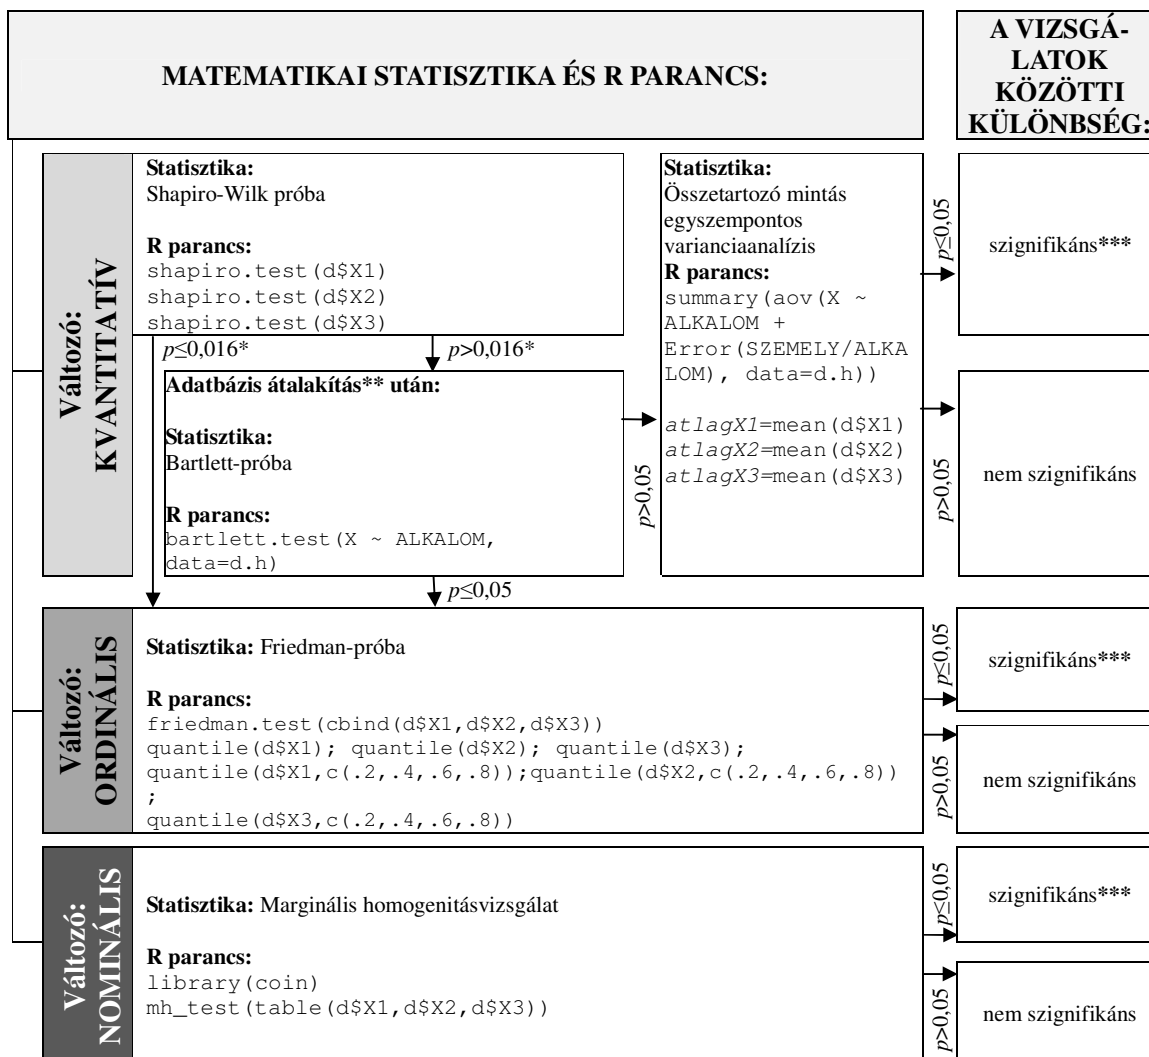 MATEMATIKAI STATISZTIKA ÉS R PARANCS:
A VIZSGÁ-
LATOK
KÖZÖTTI
KÜLÖNBSÉG:
Változó:
KVANTITATÍV
Statisztika:
Shapiro-Wilk próba
R parancs:
shapiro.test(d$X1)
shapiro.test(d$X2)
shapiro.test(d$X3)
p≤0,016*
p>0,016*
Adatbázis átalakítás** után:
Statisztika:
Bartlett-próba
R parancs:
bartlett.test(X ~ ALKALOM,
data=d.h)
p>0,05
p≤0,05
Statisztika:
Összetartozó mintás
egyszempontos
varianciaanalízis
R parancs:
summary(aov(X ~
ALKALOM +
Error(SZEMELY/ALKA
LOM), data=d.h))
atlagX1=mean(d$X1)
atlagX2=mean(d$X2)
atlagX3=mean(d$X3)
p≤0,05
szignifikáns***
p>0,05
nem szignifikáns
Változó:
ORDINÁLIS
Statisztika: Friedman-próba
R parancs:
friedman.test(cbind(d$X1,d$X2,d$X3))
quantile(d$X1); quantile(d$X2); quantile(d$X3);
quantile(d$X1,c(.2,.4,.6,.8));quantile(d$X2,c(.2,.4,.6,.8))
;
quantile(d$X3,c(.2,.4,.6,.8))
p≤0,05
szignifikáns***
p>0,05
nem szignifikáns
Változó:
NOMINÁLIS
Statisztika: Marginális homogenitásvizsgálat
R parancs:
library(coin)
mh_test(table(d$X1,d$X2,d$X3))
p≤0,05
szignifikáns***
p>0,05
nem szignifikáns